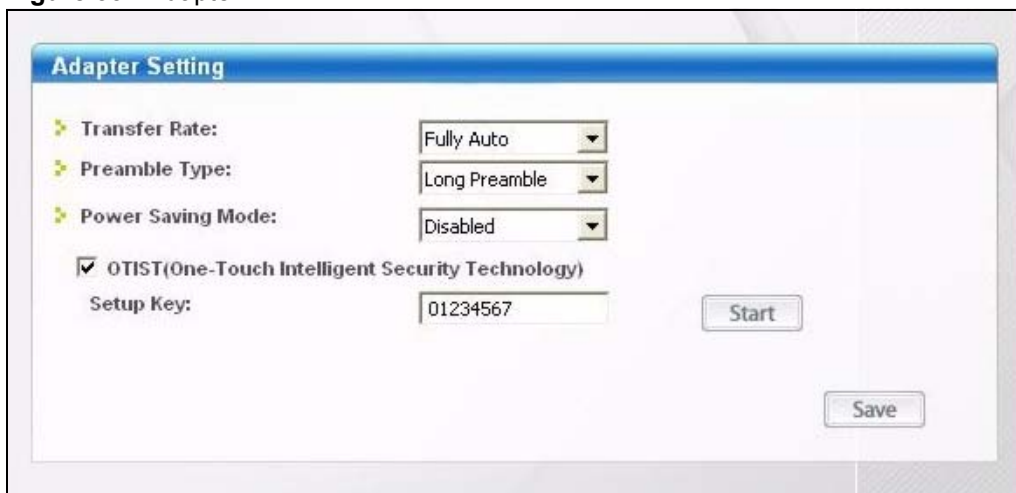 Adapter Setting
Transfer Rate: Fully Auto
Preamble Type: Long Preamble
Power Saving Mode: Disabled
OTIST(One-Touch Intelligent Security Technology)
Setup Key: 01234567 Start
Save